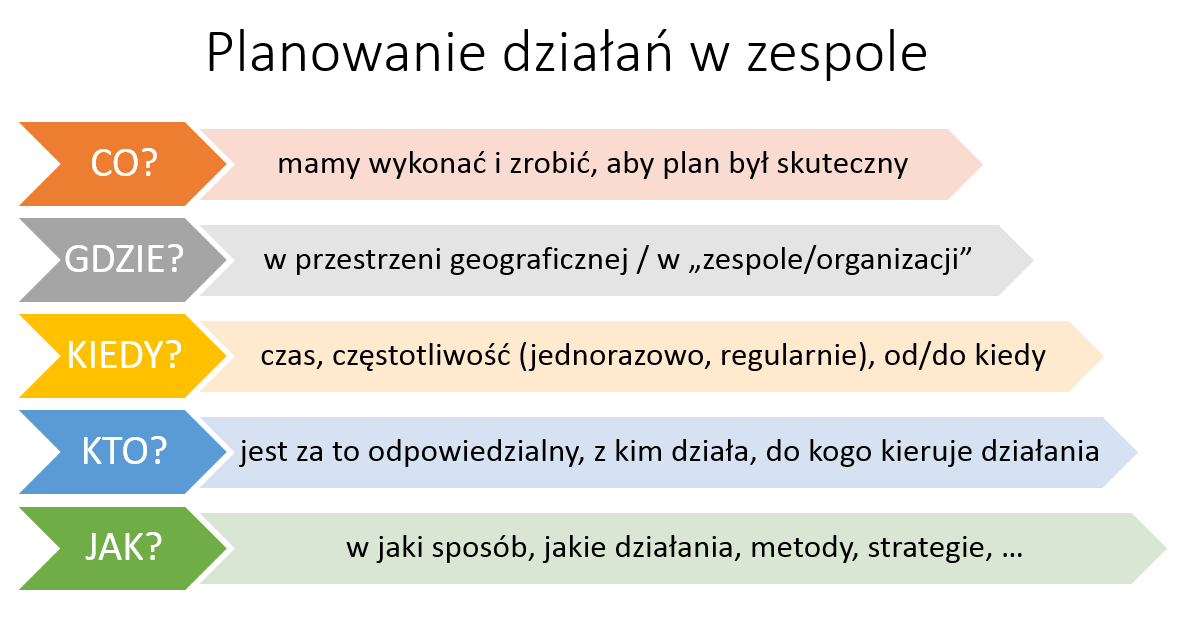 Planowanie działań w zespole
CO?
mamy wykonać i zrobić, aby plan był skuteczny
GDZIE?
w przestrzeni geograficznej / w „zespole/organizacji”
KIEDY?
czas, częstotliwość (jednorazowo, regularnie), od/do kiedy
KTO?
jest za to odpowiedzialny, z kim działa, do kogo kieruje działania
JAK?
w jaki sposób, jakie działania, metody, strategie, ...